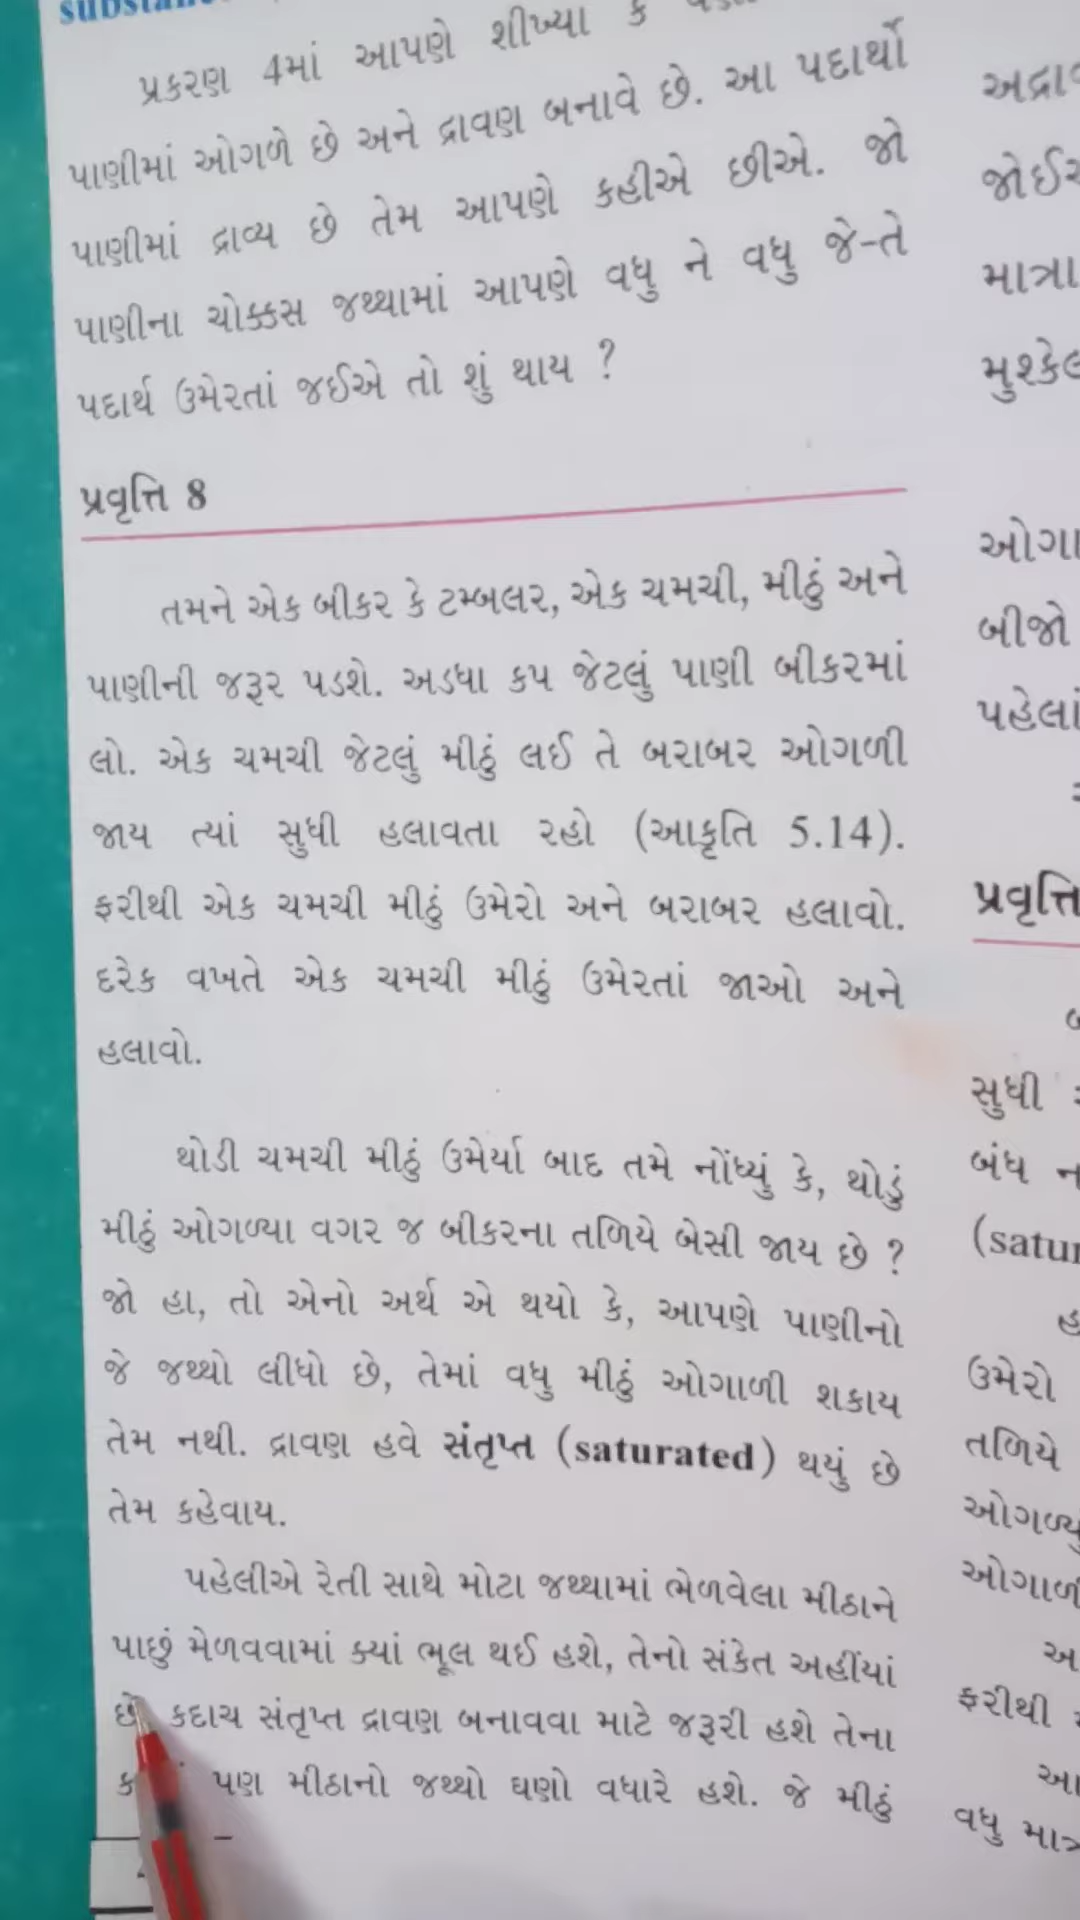 પ્રકરણ 4માં આપણે શીખ્યા કે
પાણીમાં ઓગળે છે અને દ્રાવણ બનાવે છે. આ પદાર્થો
પાણીમાં દ્રાવ્ય છે તેમ આપણે કહીએ છીએ. જો
પાણીના ચોક્કસ જથ્થામાં આપણે વધુ ને વધુ જે-તે
પદાર્થ ઉમેરતાં જઈએ તો શું થાય ?
પ્રવૃત્તિ 8
તમને એક બીકર કે ટમ્બલર, એક ચમચી, મીઠું અને
પાણીની જરૂર પડશે. અડધા કપ જેટલું પાણી બીકરમાં
લો. એક ચમચી જેટલું મીઠું લઈ તે બરાબર ઓગળી
જાય ત્યાં સુધી હલાવતા રહો (આકૃતિ 5.14).
ફરીથી એક ચમચી મીઠું ઉમેરો અને બરાબર હલાવો.
દરેક વખતે એક ચમચી મીઠું ઉમેરતાં જાઓ અને
હલાવો.
થોડી ચમચી મીઠું ઉમેર્યા બાદ તમે નોંધ્યું કે, થોડું
મીઠું ઓગળ્યા વગર જ બીકરના તળિયે બેસી જાય છે ?
જો હા, તો એનો અર્થ એ થયો કે, આપણે પાણીનો
જે જથ્થો લીધો છે, તેમાં વધુ મીઠું ઓગાળી શકાય
તેમ નથી. દ્રાવણ હવે સંતૃપ્ત (saturated) થયું છે
તેમ કહેવાય.
પહેલીએ રેતી સાથે મોટા જથ્થામાં ભેળવેલા મીઠાને
પાછું મેળવવામાં ક્યાં ભૂલ થઈ હશે, તેનો સંકેત અહીંયાં
છે કદાચ સંતૃપ્ત દ્રાવણ બનાવવા માટે જરૂરી હશે તેના
પણ મીઠાનો જથ્થો ઘણો વધારે હશે. જે મીઠું
માત્રા
ઓગા
બીજો
પહેલાં
પ્રવૃત્તિ
સુધી
બંધ
ઉમેરો
તળિયે
ફરીથી
વધુ